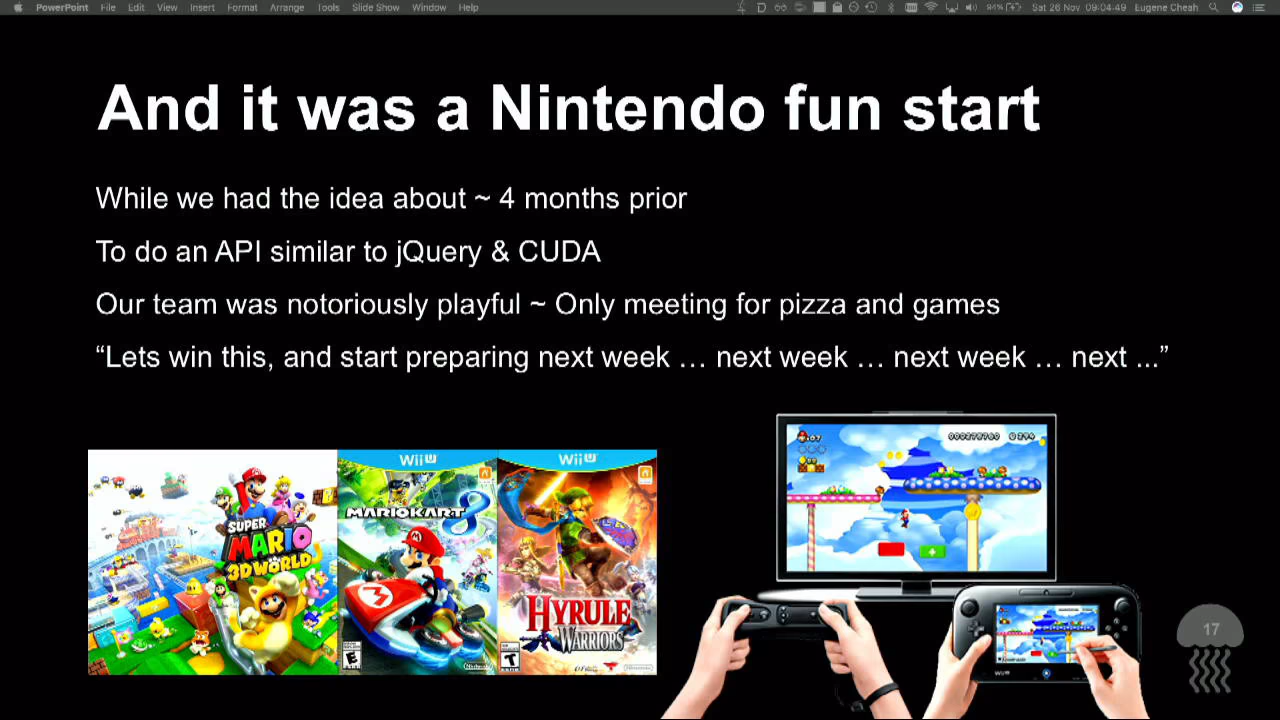 PowerPoint File Edit View Insert Format Arrange Tools Slide Show Window Help 94% Sat 26 Nov 09:04:49 Eugene Cheah
And it was a Nintendo fun start
While we had the idea about ~ 4 months prior
To do an API similar to jQuery & CUDA
Our team was notoriously playful ~ Only meeting for pizza and games
“Lets win this, and start preparing next week … next week … next week … next ...”
SUPER
MARIO
3D WORLD
Wii U
MARIOKART 8
E
Nintendo
Wii U
HYRULE
WARRIORS
T
Wii U
17